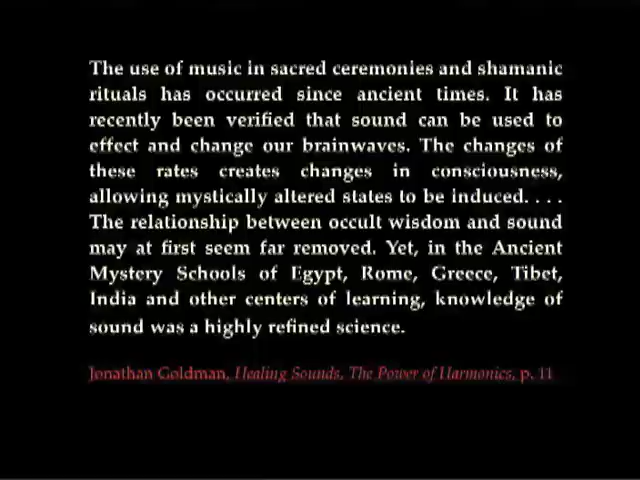 The use of music in sacred ceremonies and shamanic
rituals has occurred since ancient times. It has
recently been verified that sound can be used to
effect and change our brainwaves. The changes of
these rates creates changes in consciousness,
allowing mystically altered states to be induced. . . .
The relationship between occult wisdom and sound
may at first seem far removed. Yet, in the Ancient
Mystery Schools of Egypt, Rome, Greece, Tibet,
India and other centers of learning, knowledge of
sound was a highly refined science.
Jonathan Goldman, Healing Sounds, The Power of Harmonics, p. 11